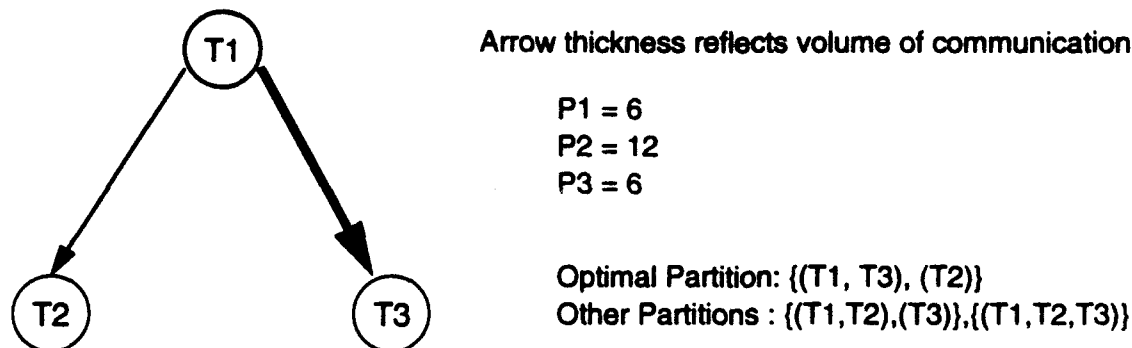 T1
Arrow thickness reflects volume of communication
P1 = 6
P2 = 12
P3 = 6
T2
T3
Optimal Partition: {(T1, T3), (T2)}
Other Partitions : {(T1,T2),(T3)},{(T1,T2,T3)}